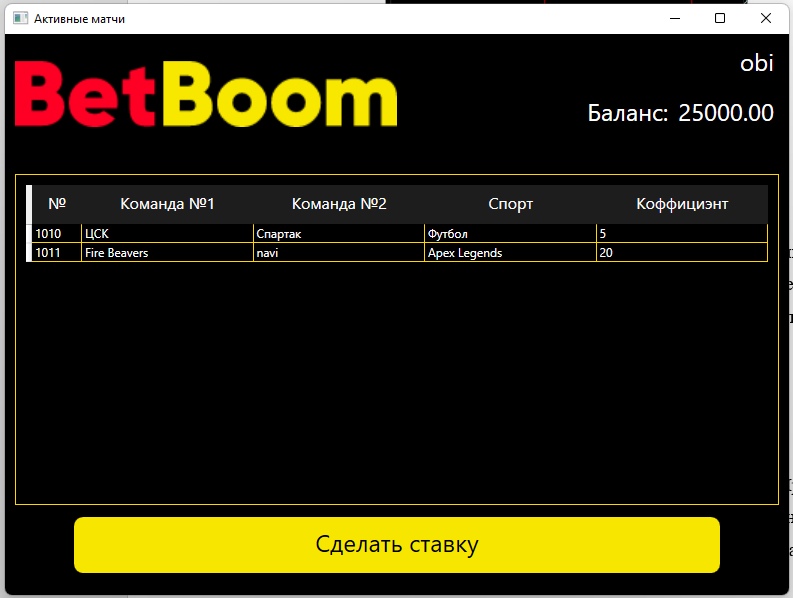 Активные матчи
BetBoom
obi
Баланс: 25000.00
№ Команда №1 Команда №2 Спорт Коффициэнт
1010 ЦСК Спартак Футбол 5
1011 Fire Beavers navi Apex Legends 20
Сделать ставку